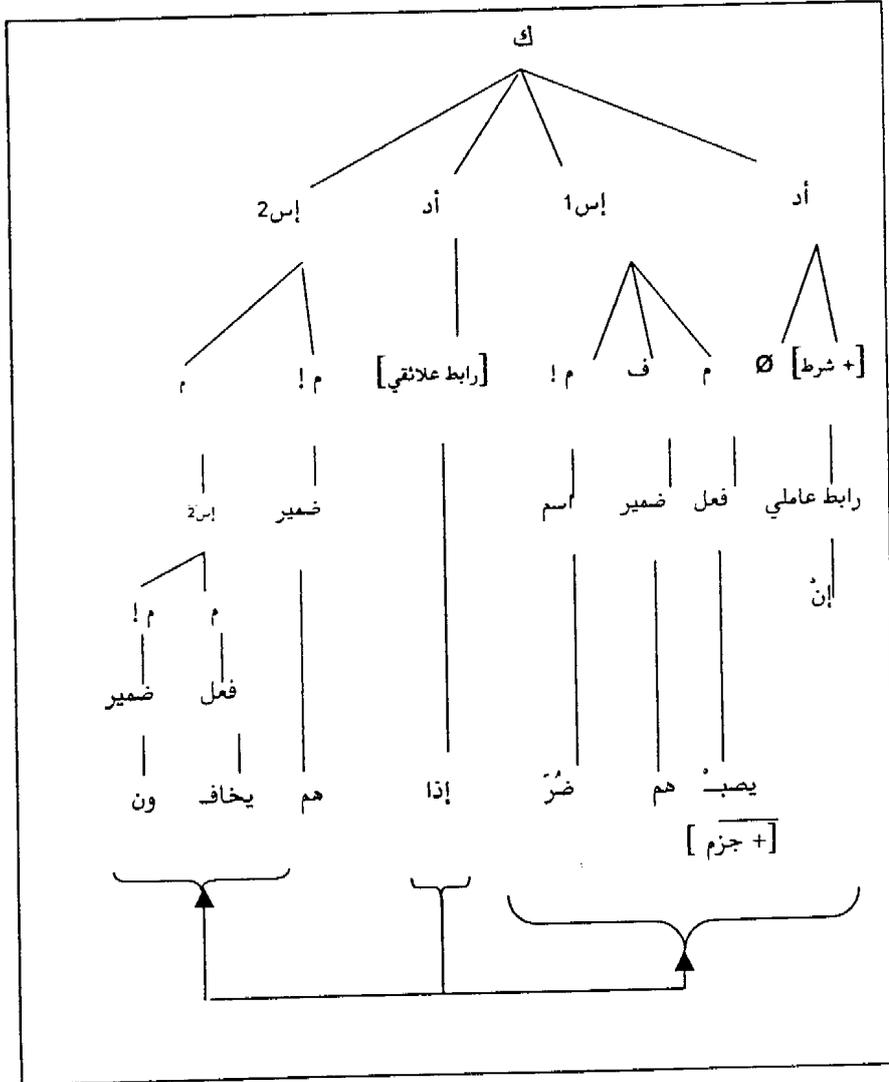 ك
أد إس1 أد إس2
[+ شرط] Ø م ف م ! [رابط علائقي] م ! م
رابط عاملي فعل ضمير اسم ضمير إس2
إنْ م م !
فعل ضمير
يصبـْ هم ضُرَّ إذا هم يخافـ ون
[+ جزم]